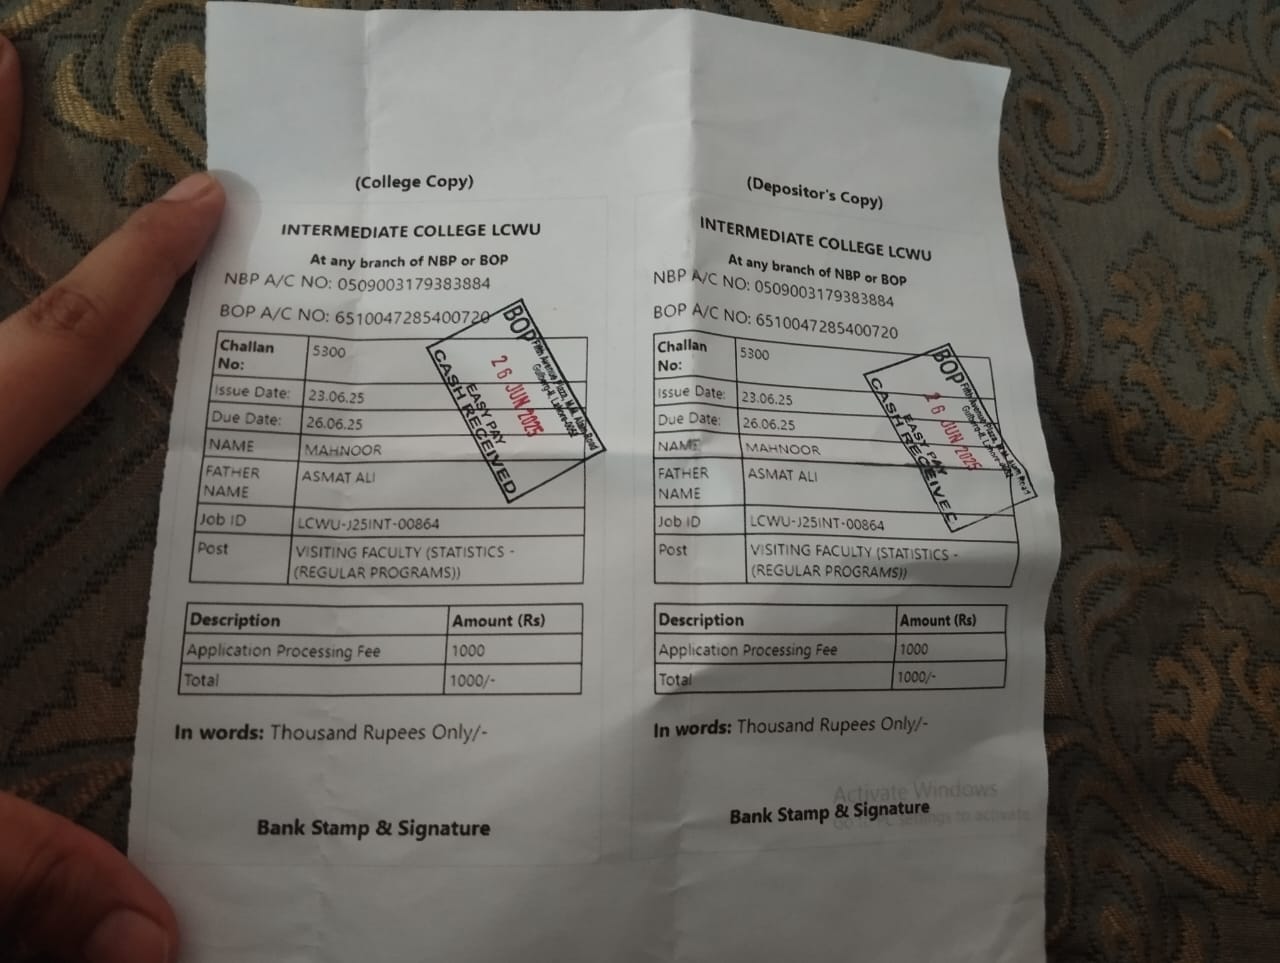 (College Copy)
INTERMEDIATE COLLEGE LCWU
At any branch of NBP or BOP
NBP A/C NO: 0509003179383884
BOP A/C NO: 6510047285400720
Challan No: 5300
Issue Date: 23.06.25
Due Date: 26.06.25
NAME MAHNOOR
FATHER NAME ASMAT ALI
Job ID LCWU-J25INT-00864
Post VISITING FACULTY (STATISTICS -
(REGULAR PROGRAMS))
BOP
26 JUN 2025
EASY PAY
CASH RECEIVED
Description Amount (Rs)
Application Processing Fee 1000
Total 1000/-
In words: Thousand Rupees Only/-
Bank Stamp & Signature
(Depositor's Copy)
INTERMEDIATE COLLEGE LCWU
At any branch of NBP or BOP
NBP A/C NO: 0509003179383884
BOP A/C NO: 6510047285400720
Challan No: 5300
Issue Date: 23.06.25
Due Date: 26.06.25
NAME MAHNOOR
FATHER NAME ASMAT ALI
Job ID LCWU-J25INT-00864
Post VISITING FACULTY (STATISTICS -
(REGULAR PROGRAMS))
BOP
26 JUN 2025
EASY PAY
CASH RECEIVED
Description Amount (Rs)
Application Processing Fee 1000
Total 1000/-
In words: Thousand Rupees Only/-
Activate Windows
Bank Stamp & Signature
settings to activate